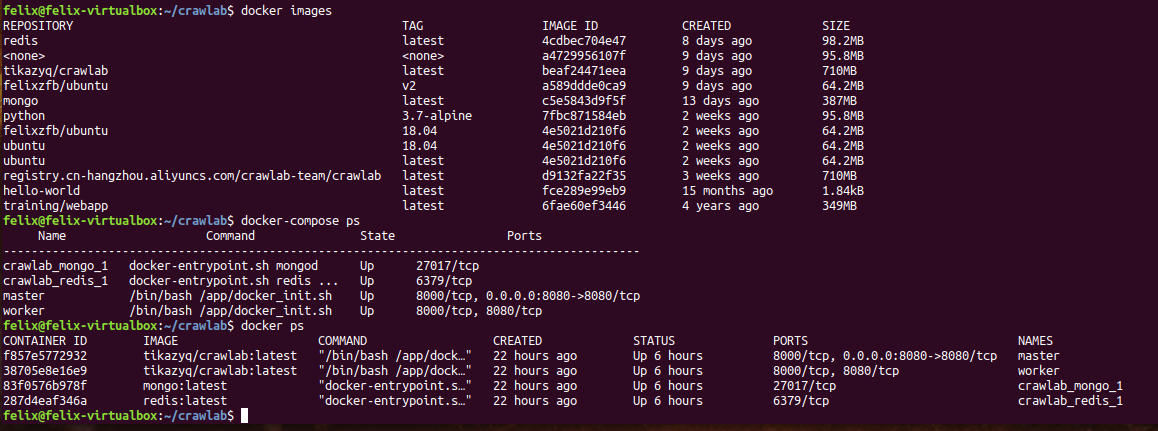 felix@felix-virtualbox:~/crawlab$ docker images
REPOSITORY TAG IMAGE ID CREATED SIZE
redis latest 4cdbec704e47 8 days ago 98.2MB
<none> <none> a4729956107f 9 days ago 95.8MB
tikazyq/crawlab latest beaf24471eea 9 days ago 710MB
felixzfb/ubuntu v2 a589ddde0ca9 9 days ago 64.2MB
mongo latest c5e5843d9f5f 13 days ago 387MB
python 3.7-alpine 7fbc871584eb 2 weeks ago 95.8MB
felixzfb/ubuntu 18.04 4e5021d210f6 2 weeks ago 64.2MB
ubuntu 18.04 4e5021d210f6 2 weeks ago 64.2MB
ubuntu latest 4e5021d210f6 2 weeks ago 64.2MB
registry.cn-hangzhou.aliyuncs.com/crawlab-team/crawlab latest d9132fa22f35 3 weeks ago 710MB
hello-world latest fce289e99eb9 15 months ago 1.84kB
training/webapp latest 6fae60ef3446 4 years ago 349MB
felix@felix-virtualbox:~/crawlab$ docker-compose ps
Name Command State Ports
---------------------------------------------------------------------------------------
crawlab_mongo_1 docker-entrypoint.sh mongod Up 27017/tcp
crawlab_redis_1 docker-entrypoint.sh redis ... Up 6379/tcp
master /bin/bash /app/docker_init.sh Up 8000/tcp, 0.0.0.0:8080->8080/tcp
worker /bin/bash /app/docker_init.sh Up 8000/tcp, 8080/tcp
felix@felix-virtualbox:~/crawlab$ docker ps
CONTAINER ID IMAGE COMMAND CREATED STATUS PORTS NAMES
f857e5772932 tikazyq/crawlab:latest "/bin/bash /app/dock…" 22 hours ago Up 6 hours 8000/tcp, 0.0.0.0:8080->8080/tcp master
38705e8e16e9 tikazyq/crawlab:latest "/bin/bash /app/dock…" 22 hours ago Up 6 hours 8000/tcp, 8080/tcp worker
83f0576b978f mongo:latest "docker-entrypoint.s…" 22 hours ago Up 6 hours 27017/tcp crawlab_mongo_1
287d4eaf346a redis:latest "docker-entrypoint.s…" 22 hours ago Up 6 hours 6379/tcp crawlab_redis_1
felix@felix-virtualbox:~/crawlab$